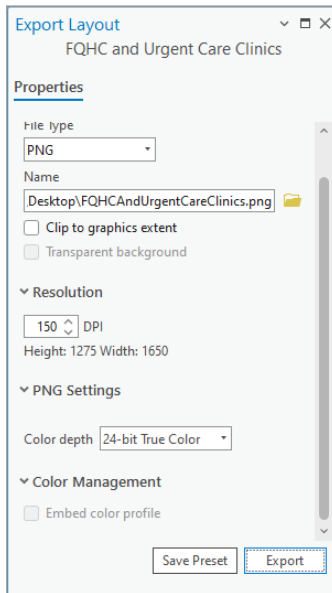 Export Layout
FQHC and Urgent Care Clinics
Properties
File Type
PNG
Name
Desktop\FQHCAndUrgentCareClinics.png
Clip to graphics extent
Transparent background
Resolution
150 DPI
Height: 1275 Width: 1650
PNG Settings
Color depth 24-bit True Color
Color Management
Embed color profile
Save Preset Export